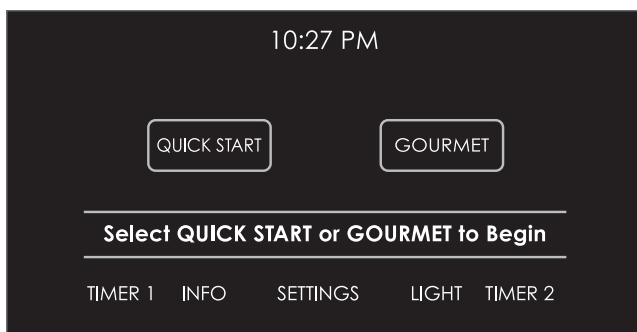 10:27 PM
QUICK START GOURMET
Select QUICK START or GOURMET to Begin
TIMER 1 INFO SETTINGS LIGHT TIMER 2